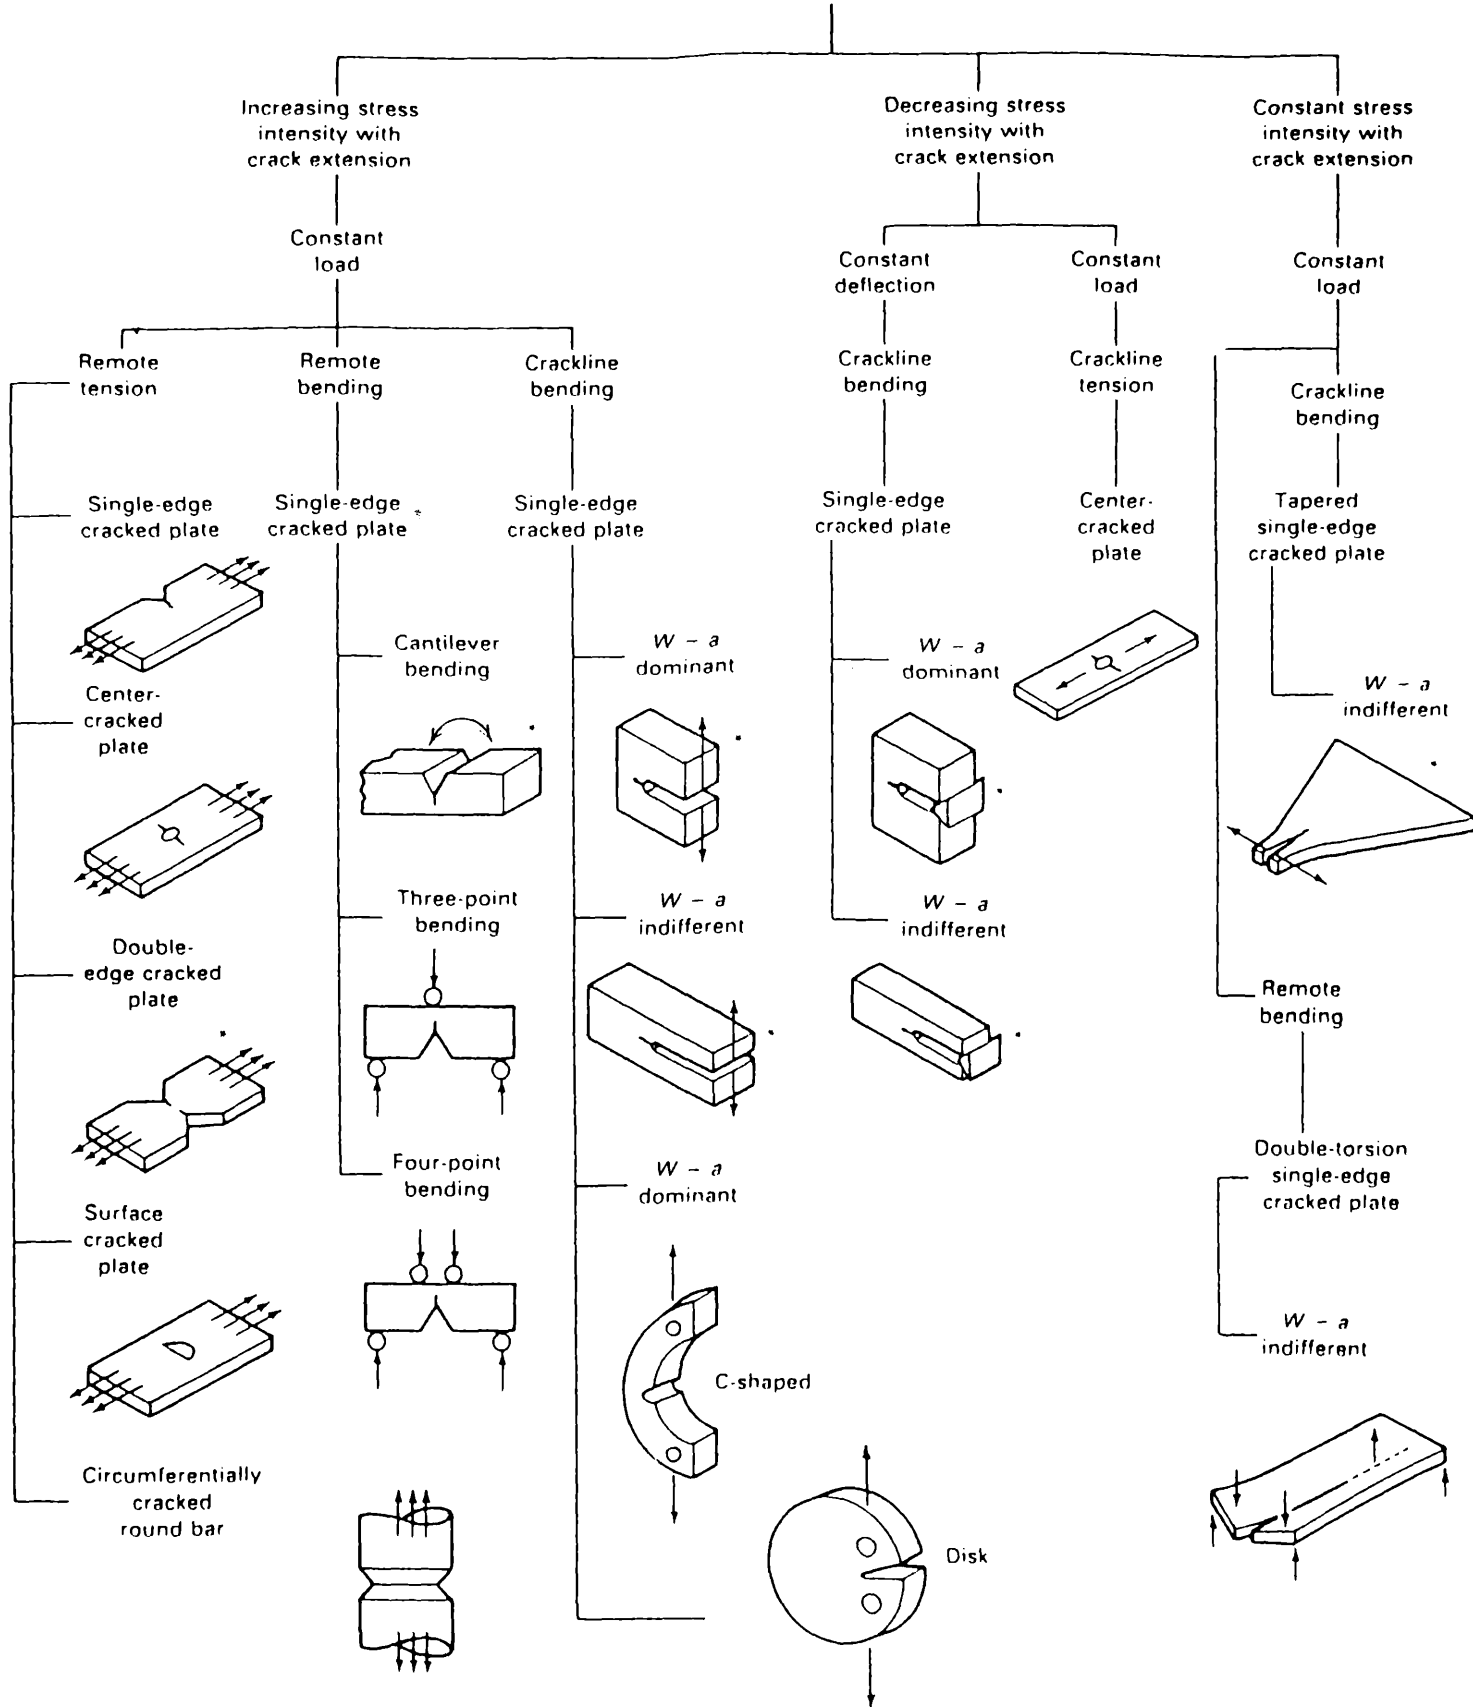 Increasing stress
intensity with
crack extension
Decreasing stress
intensity with
crack extension
Constant stress
intensity with
crack extension
Constant
load
Constant
deflection
Constant
load
Constant
load
Remote
tension
Remote
bending
Crackline
bending
Crackline
bending
Crackline
tension
Crackline
bending
Single-edge
cracked plate
Single-edge
cracked plate
Single-edge
cracked plate
Single-edge
cracked plate
Center-
cracked
plate
Tapered
single-edge
cracked plate
Cantilever
bending
W – a
dominant
W – a
dominant
W – a
indifferent
Center-
cracked
plate
Three-point
bending
W – a
indifferent
W – a
indifferent
Double-
edge cracked
plate
Remote
bending
Four-point
bending
W – a
dominant
Double-torsion
single-edge
cracked plate
Surface
cracked
plate
W – a
indifferent
C-shaped
Circumferentially
cracked
round bar
Disk